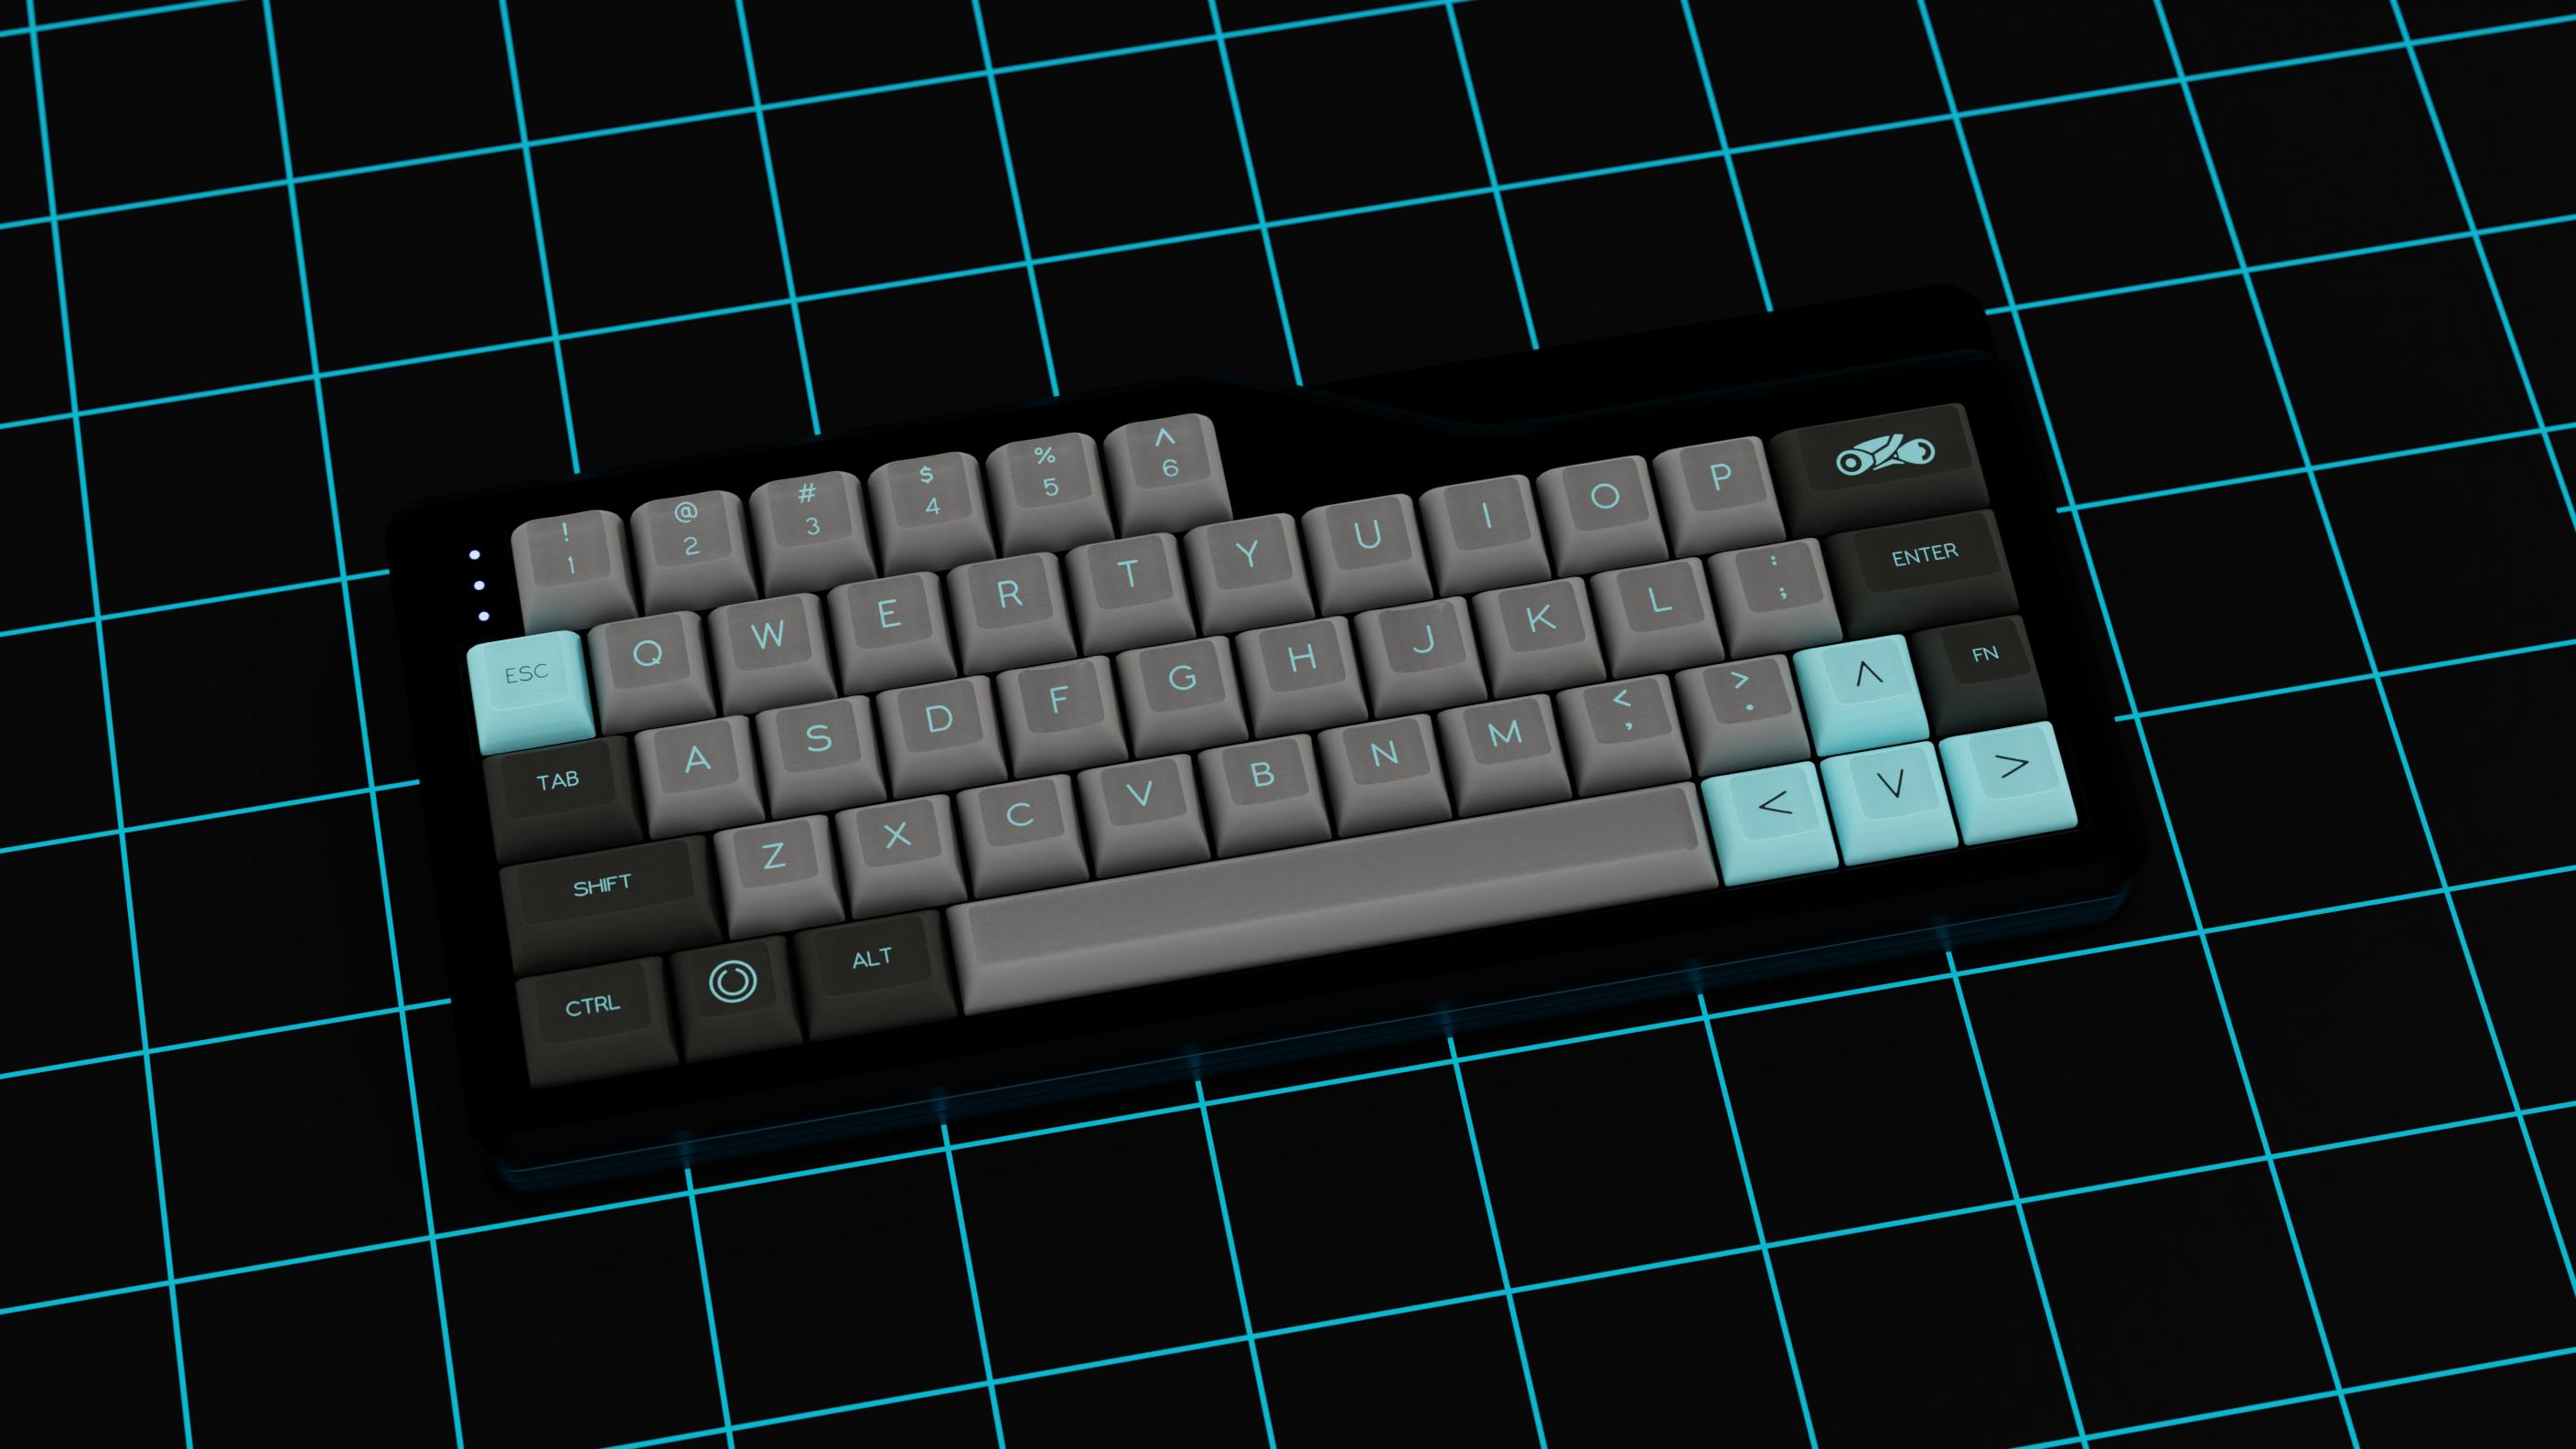 ! @ # $ % ^
1 2 3 4 5 6
ESC Q W E R T Y U I O P
TAB A S D F G H J K L : ; ENTER
SHIFT Z X C V B N M < , > . ^ FN
CTRL ALT < V >